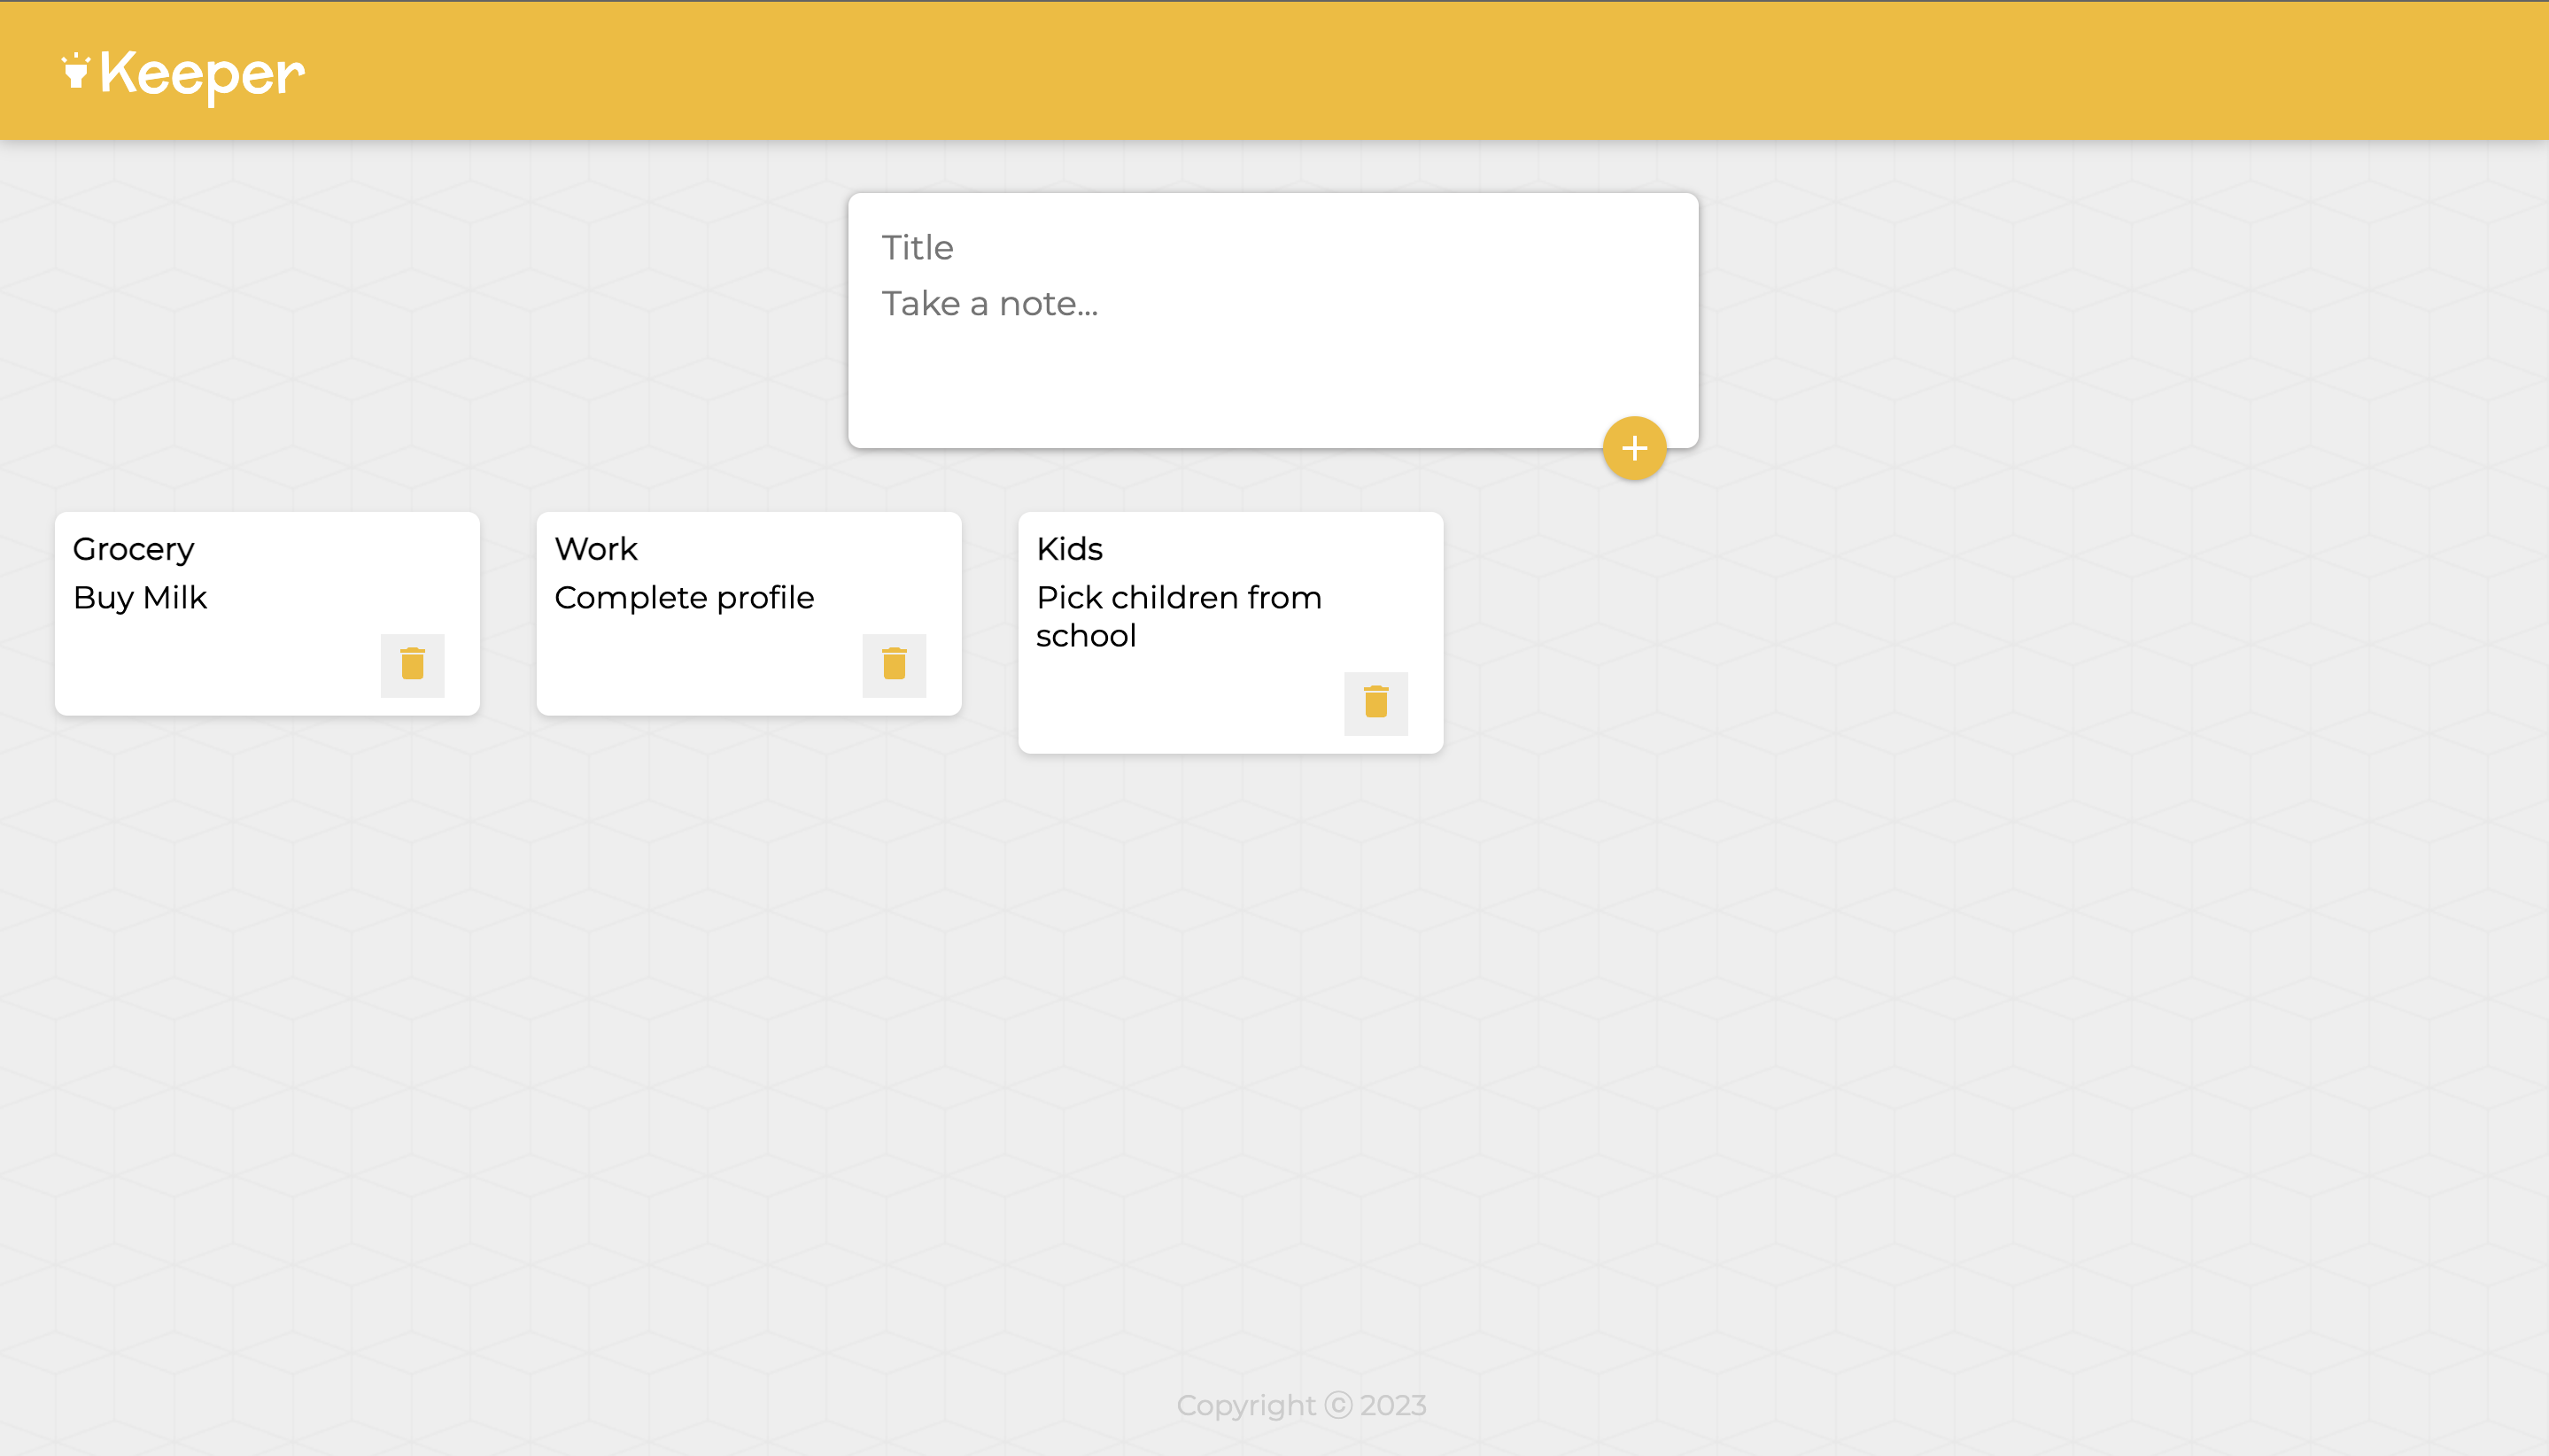 Keeper
Title
Take a note...
+
Grocery
Buy Milk
Work
Complete profile
Kids
Pick children from
school
Copyright ⓒ 2023